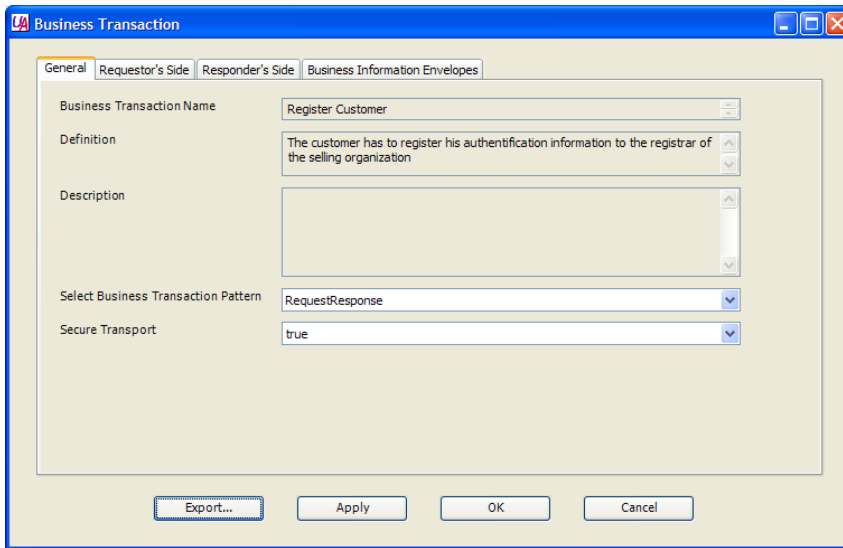 UA Business Transaction
General Requestor's Side Responder's Side Business Information Envelopes
Business Transaction Name
Register Customer
Definition
The customer has to register his authentification information to the registrar of
the selling organization
Description
Select Business Transaction Pattern
RequestResponse
Secure Transport
true
Export... Apply OK Cancel